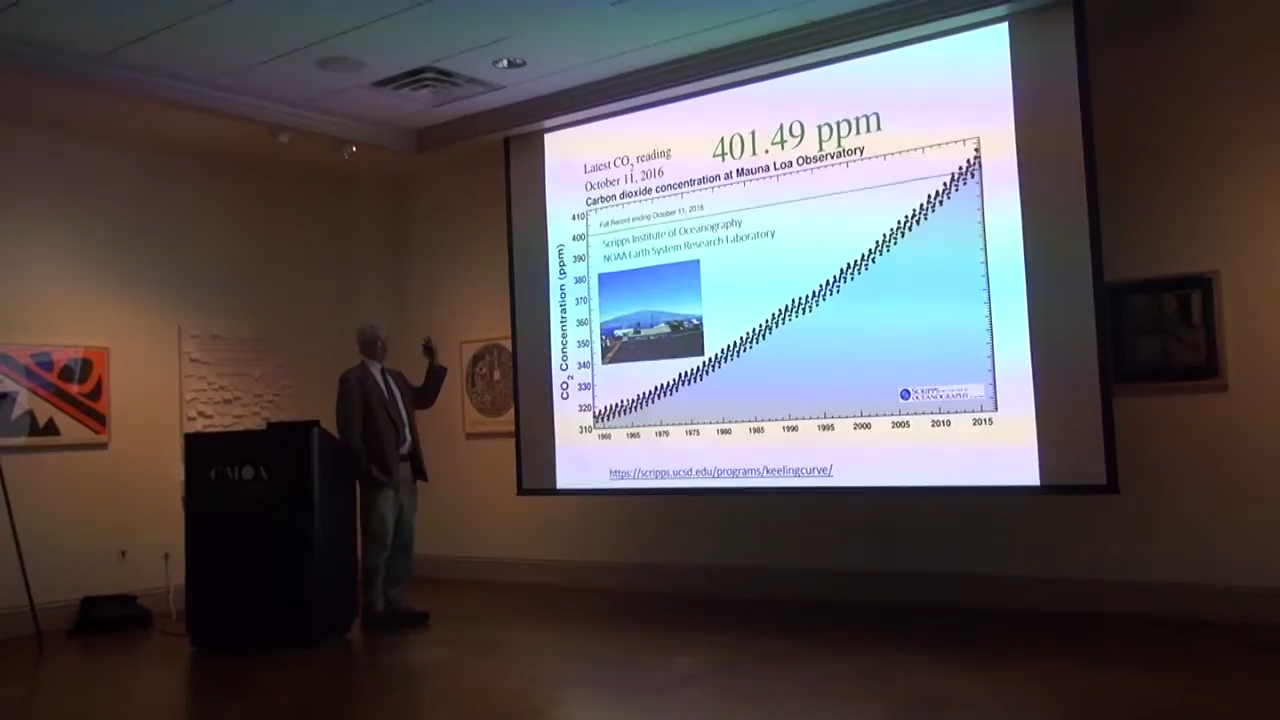 401.49 ppm
Latest CO2 reading
October 11, 2016
Carbon dioxide concentration at Mauna Loa Observatory
Full Record ending October 11, 2016
Scripps Institute of Oceanography
NOAA Earth System Research Laboratory
CO2 Concentration (ppm)
410
400
390
380
370
360
350
340
330
320
310
1960 1965 1970 1975 1980 1985 1990 1995 2000 2005 2010 2015
SCRIPPS
OCEANOGRAPHY
https://scripps.ucsd.edu/programs/keelingcurve/